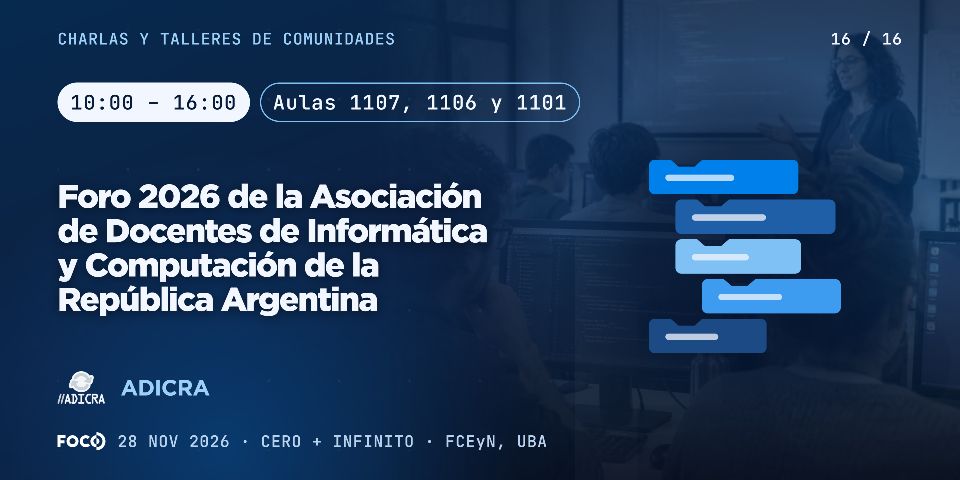 CHARLAS Y TALLERES DE COMUNIDADES
16 / 16
10:00 – 16:00
Aulas 1107, 1106 y 1101
Foro 2026 de la Asociación
de Docentes de Informática
y Computación de la
República Argentina
//ADICRA
ADICRA
FOCO
28 NOV 2026 · CERO + INFINITO · FCEyN, UBA